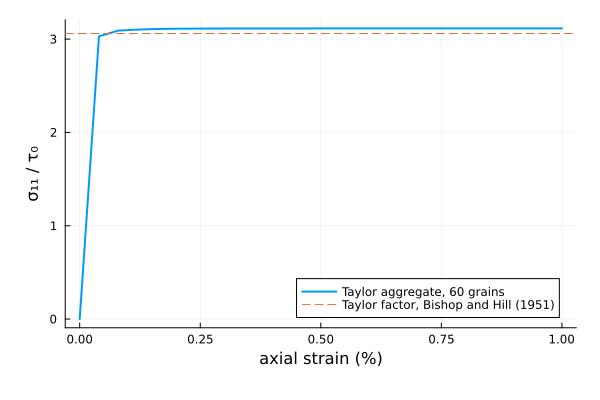 3
2
1
0
σ₁₁ / τ₀
Taylor aggregate, 60 grains
Taylor factor, Bishop and Hill (1951)
0.00 0.25 0.50 0.75 1.00
axial strain (%)